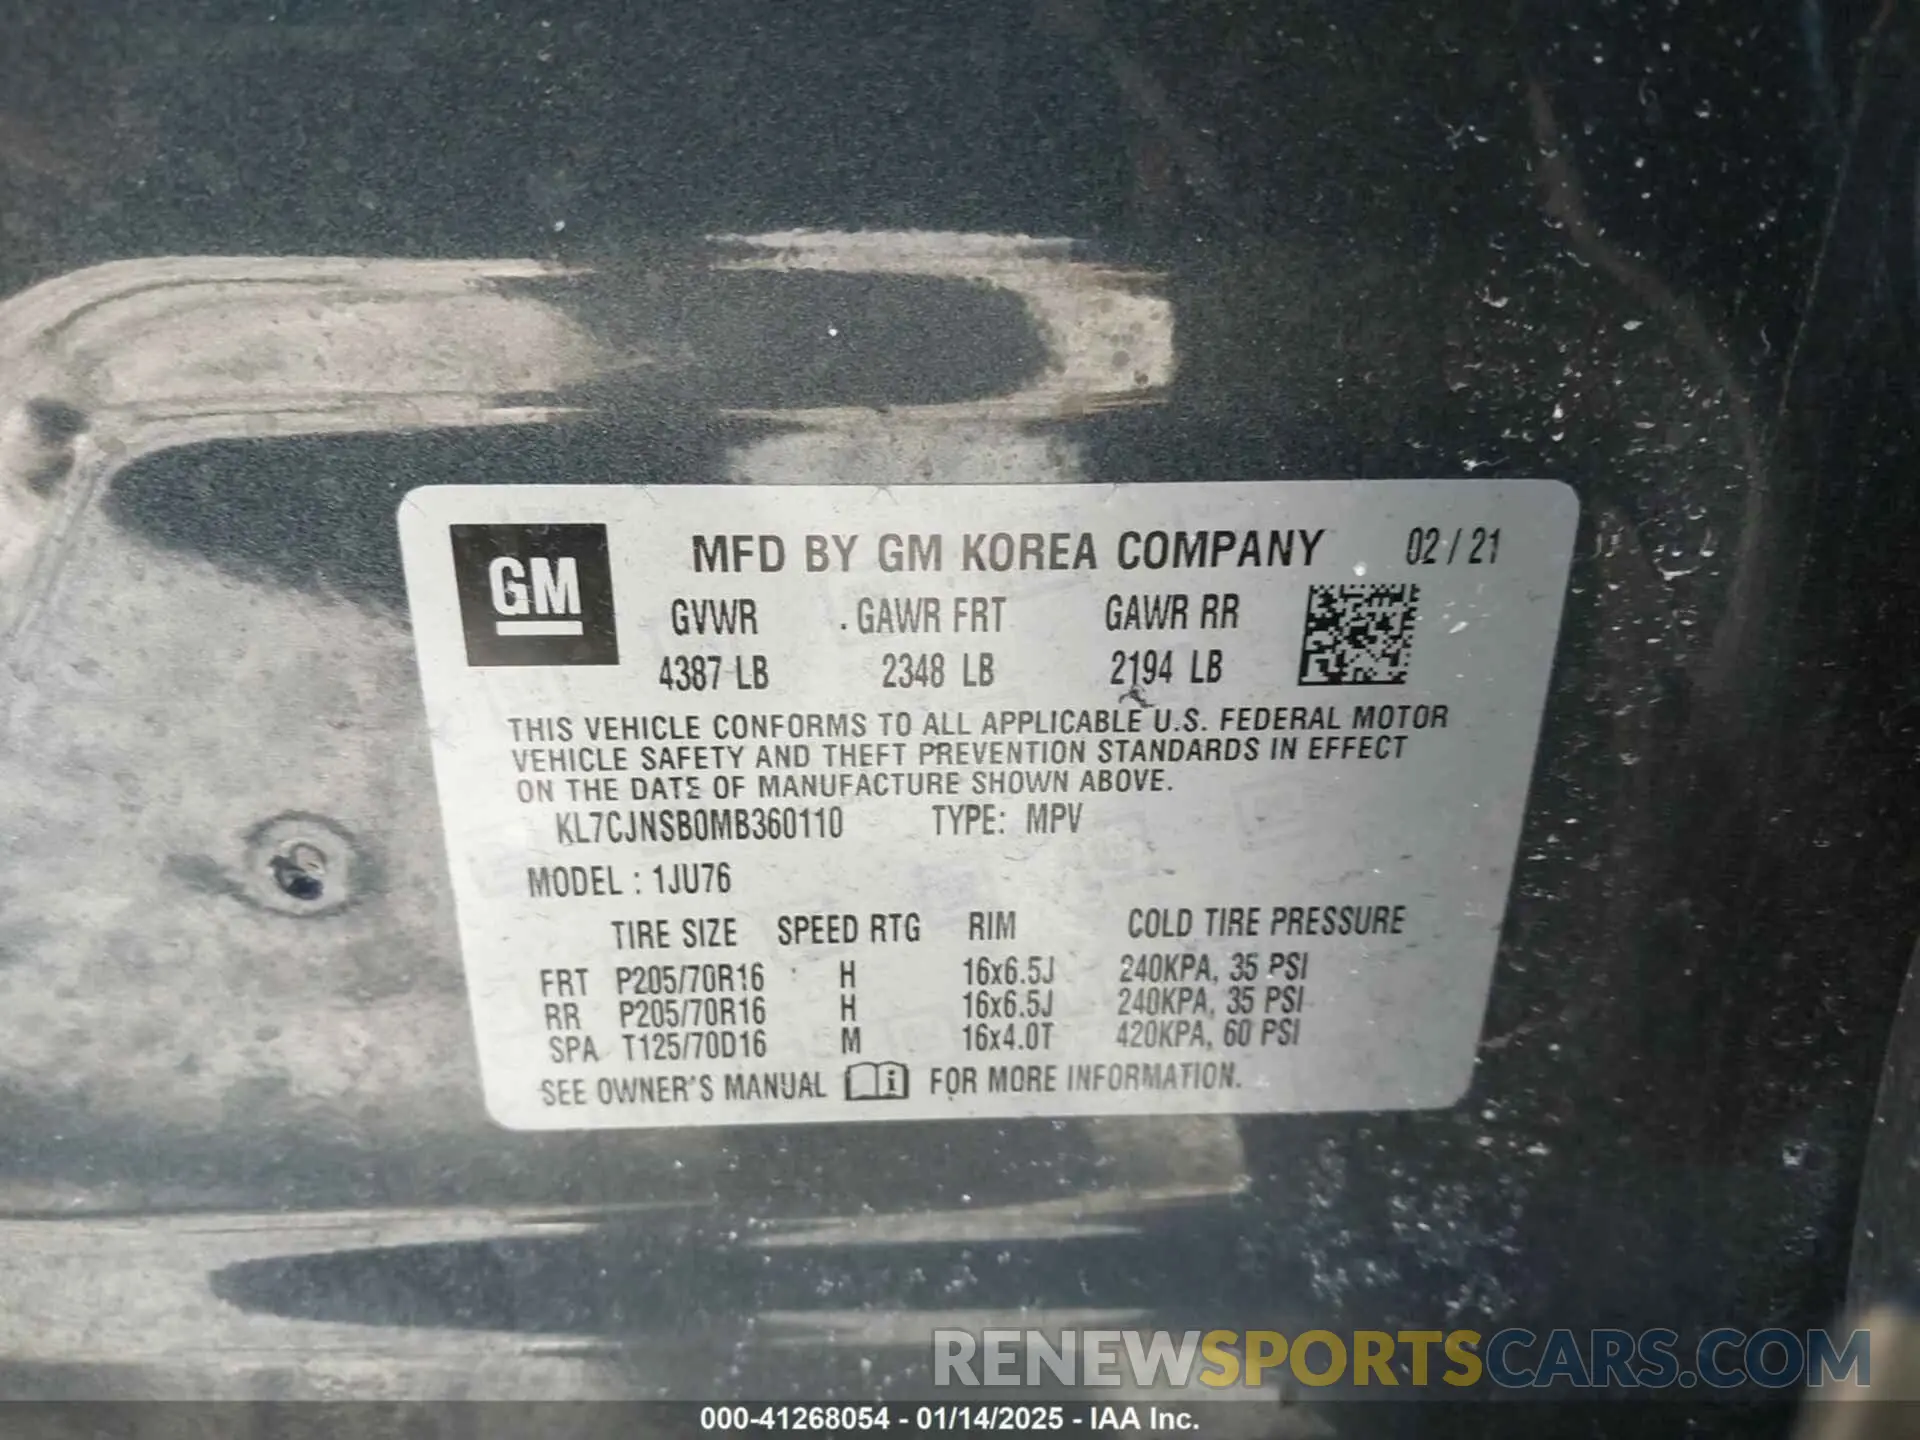 GM
MFD BY GM KOREA COMPANY 02 / 21
GVWR GAWR FRT GAWR RR
4387 LB 2348 LB 2194 LB
THIS VEHICLE CONFORMS TO ALL APPLICABLE U.S. FEDERAL MOTOR
VEHICLE SAFETY AND THEFT PREVENTION STANDARDS IN EFFECT
ON THE DATE OF MANUFACTURE SHOWN ABOVE.
KL7CJNSB0MB360110 TYPE: MPV
MODEL : 1JU76
TIRE SIZE SPEED RTG RIM COLD TIRE PRESSURE
FRT P205/70R16 H 16x6.5J 240KPA, 35 PSI
RR P205/70R16 H 16x6.5J 240KPA, 35 PSI
SPA T125/70D16 M 16x4.0T 420KPA, 60 PSI
SEE OWNER'S MANUAL i FOR MORE INFORMATION.
RENEWSPORTSCARS.COM
000-41268054 - 01/14/2025 - IAA Inc.